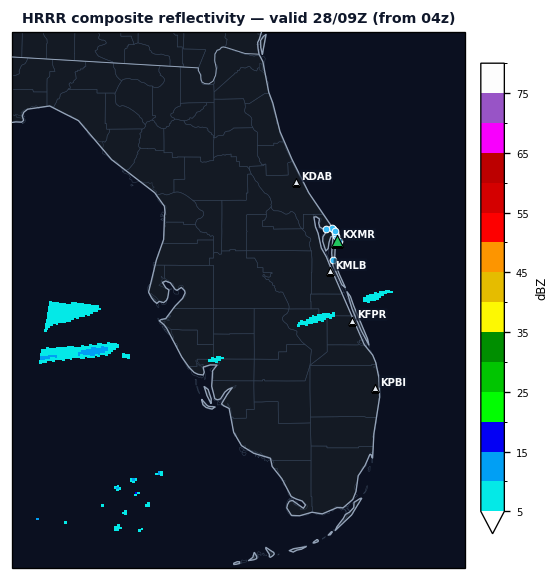 HRRR composite reflectivity — valid 28/09Z (from 04z)
KDAB
KXMR
KMLB
KFPR
KPBI
75
65
55
45
35
25
15
5
dBZ